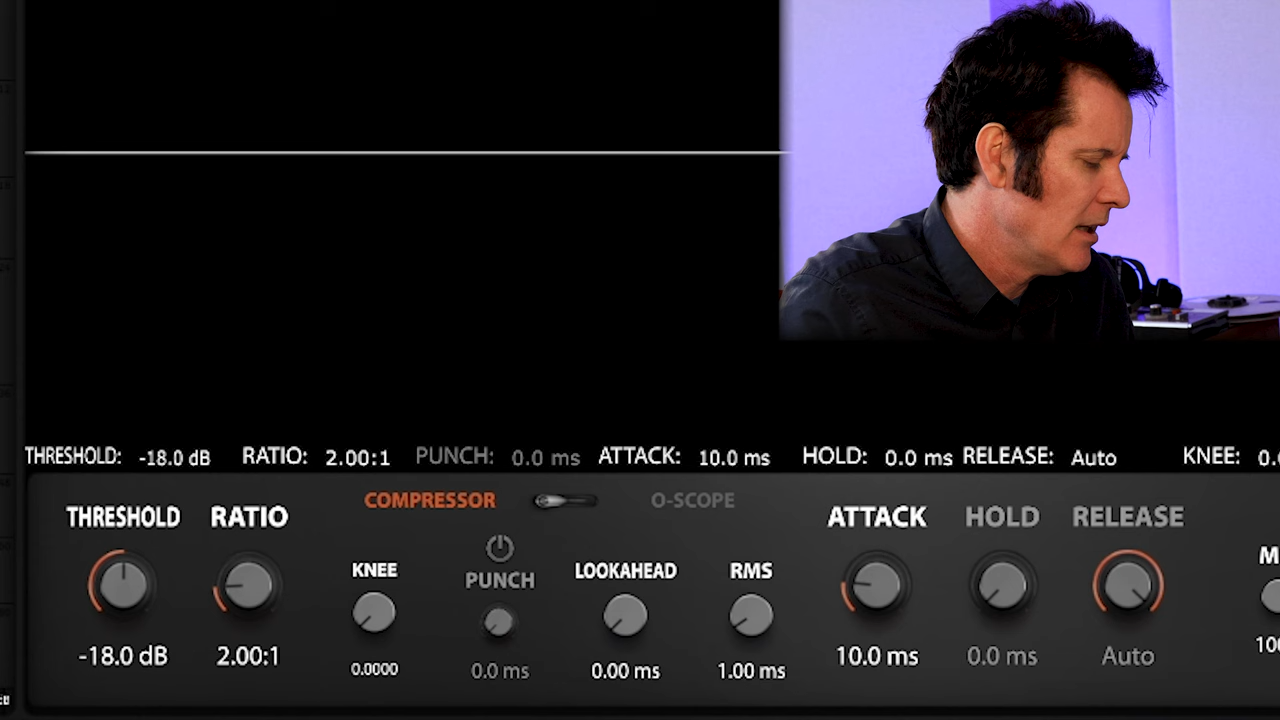 THRESHOLD: -18.0 dB RATIO: 2.00:1 PUNCH: 0.0 ms ATTACK: 10.0 ms HOLD: 0.0 ms RELEASE: Auto KNEE:
COMPRESSOR O-SCOPE
THRESHOLD RATIO ATTACK HOLD RELEASE
KNEE PUNCH LOOKAHEAD RMS
-18.0 dB 2.00:1 0.0000 0.0 ms 0.00 ms 1.00 ms 10.0 ms 0.0 ms Auto